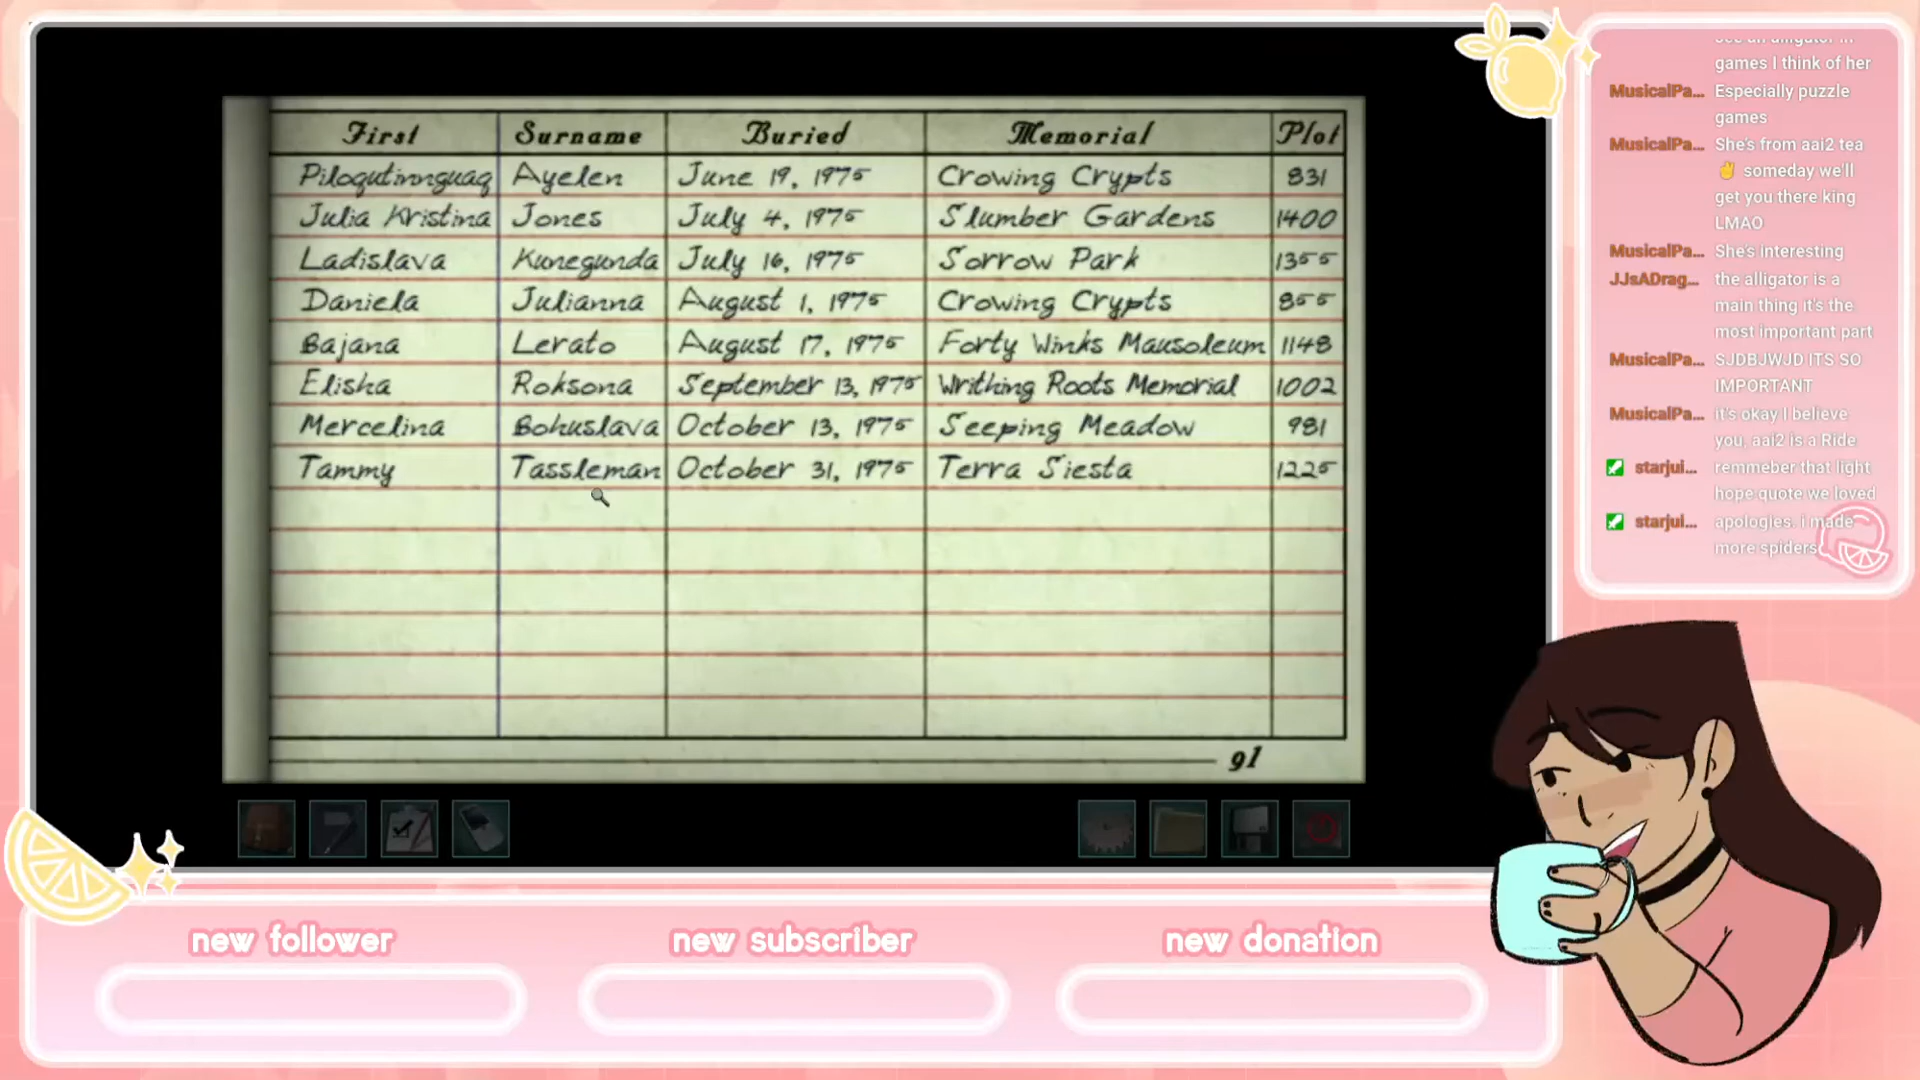 First Surname Buried Memorial Plot
Piloqutinnguaq Ayelen June 19, 1975 Crowing Crypts 831
Julia Kristina Jones July 4, 1975 Slumber Gardens 1400
Ladislava Kunegunda July 16, 1975 Sorrow Park 1355
Daniela Julianna August 1, 1975 Crowing Crypts 855
Bajana Lerato August 17, 1975 Forty Winks Mausoleum 1148
Elisha Roksona September 13, 1975 Writhing Roots Memorial 1002
Mercelina Bohuslava October 13, 1975 Seeping Meadow 981
Tammy Tassleman October 31, 1975 Terra Siesta 1225
91
see an alligator in
games I think of her
MusicalPa... Especially puzzle
games
MusicalPa... She's from aai2 tea
✌️ someday we'll
get you there king
LMAO
MusicalPa... She's interesting
JJsADrag... the alligator is a
main thing it's the
most important part
MusicalPa... SJDBJWJD ITS SO
IMPORTANT
MusicalPa... it's okay I believe
you, aai2 is a Ride
starjui... remmeber that light
hope quote we loved
starjui... apologies. i made
more spiders
new follower
new subscriber
new donation